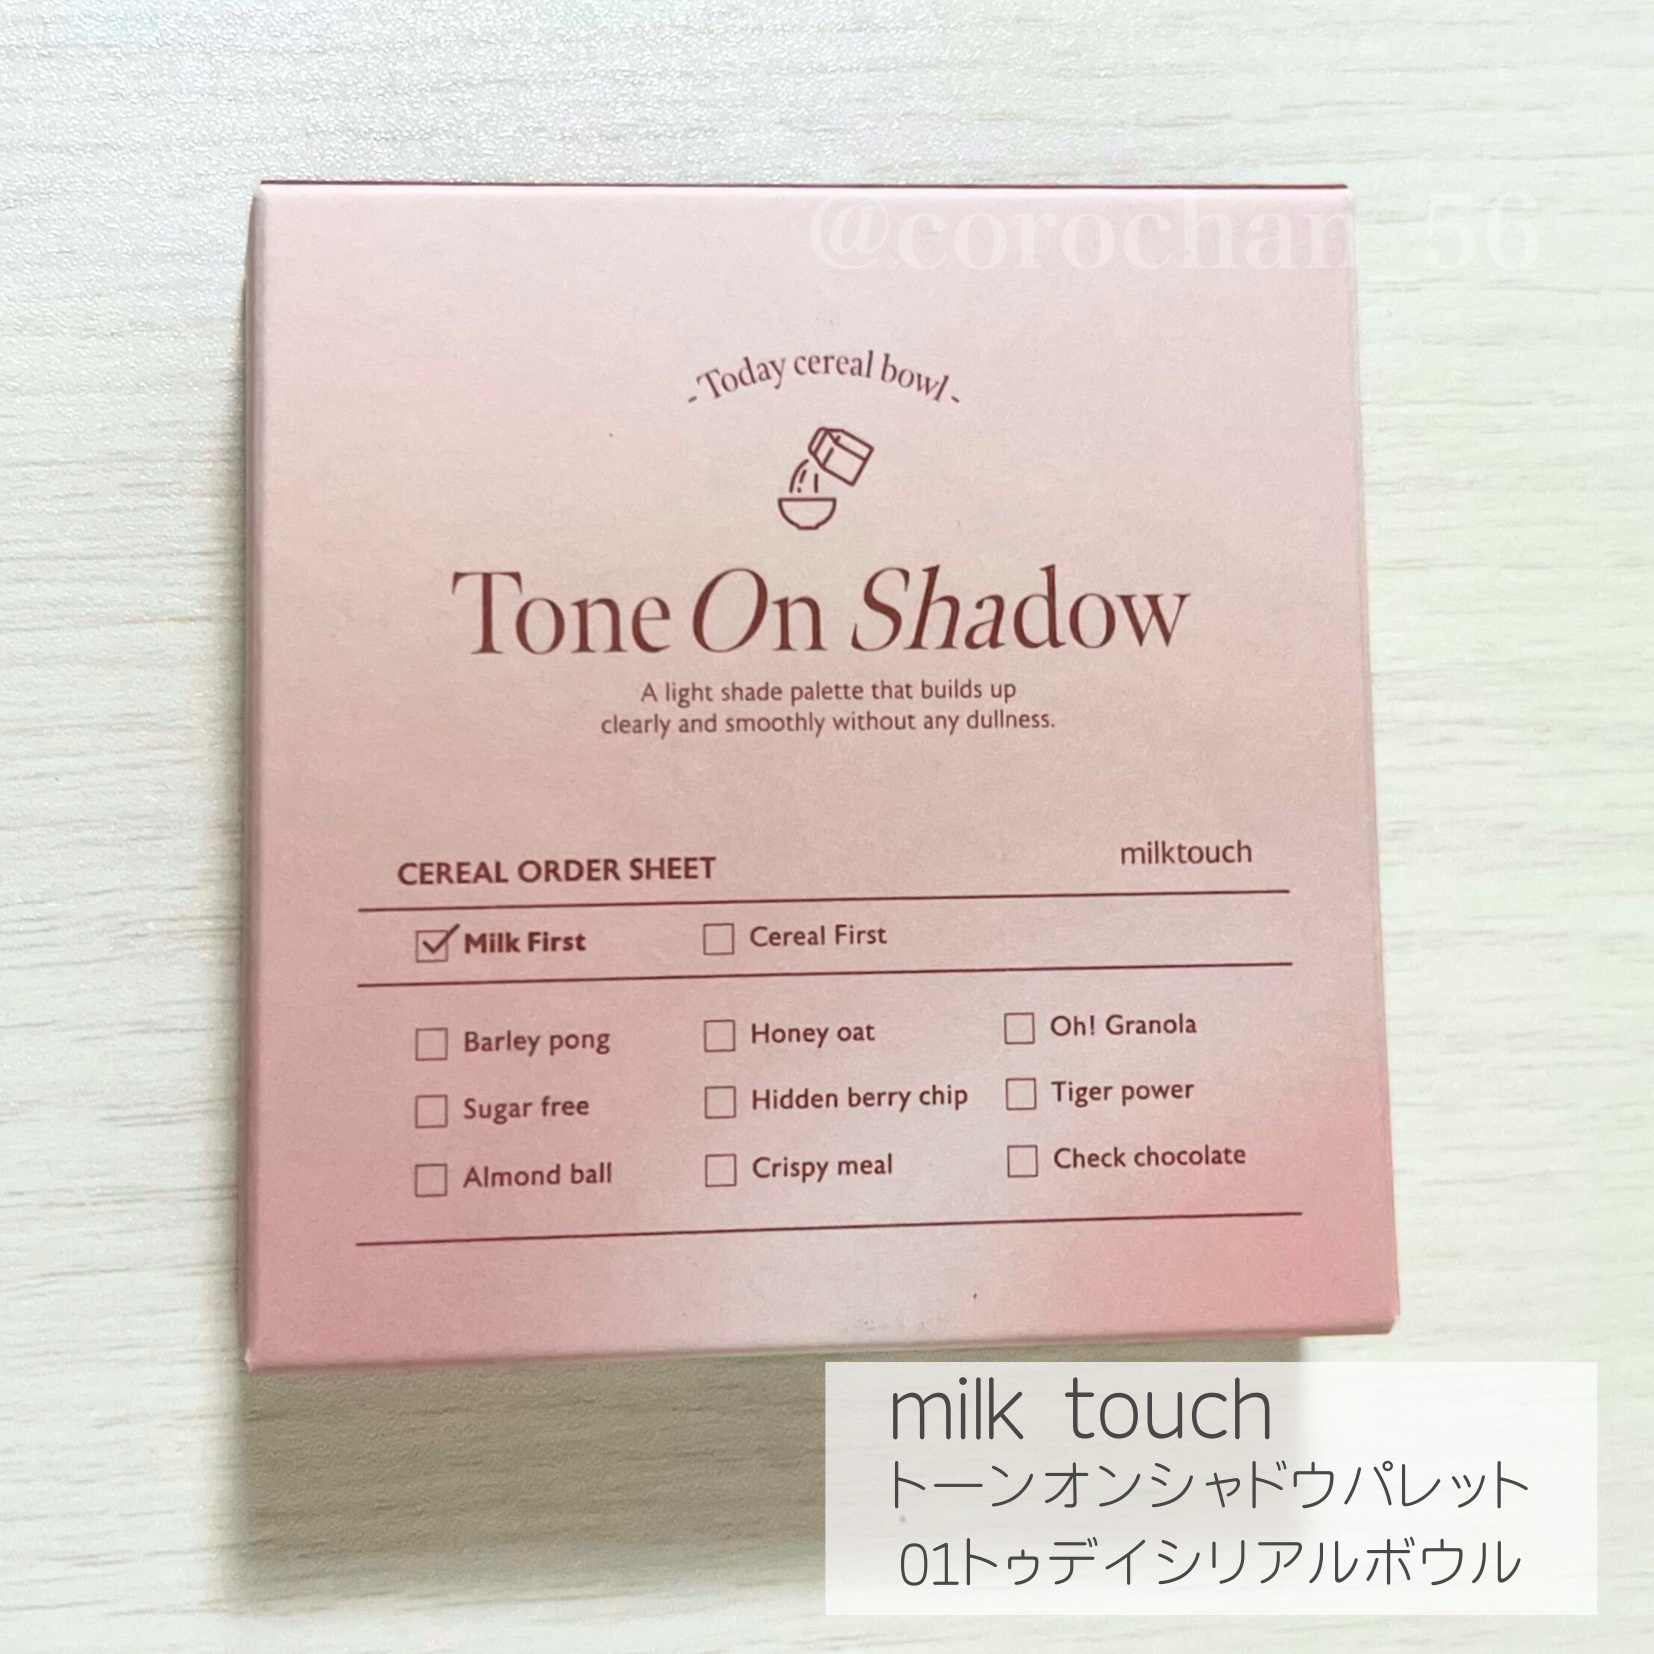 @corochan_56
- Today cereal bowl -
Tone On Shadow
A light shade palette that builds up
clearly and smoothly without any dullness.
CEREAL ORDER SHEET
milktouch
Milk First
Cereal First
Barley pong
Honey oat
Oh! Granola
Sugar free
Hidden berry chip
Tiger power
Almond ball
Crispy meal
Check chocolate
milk touch
トーンオンシャドウパレット
01トゥデイシリアルボウル